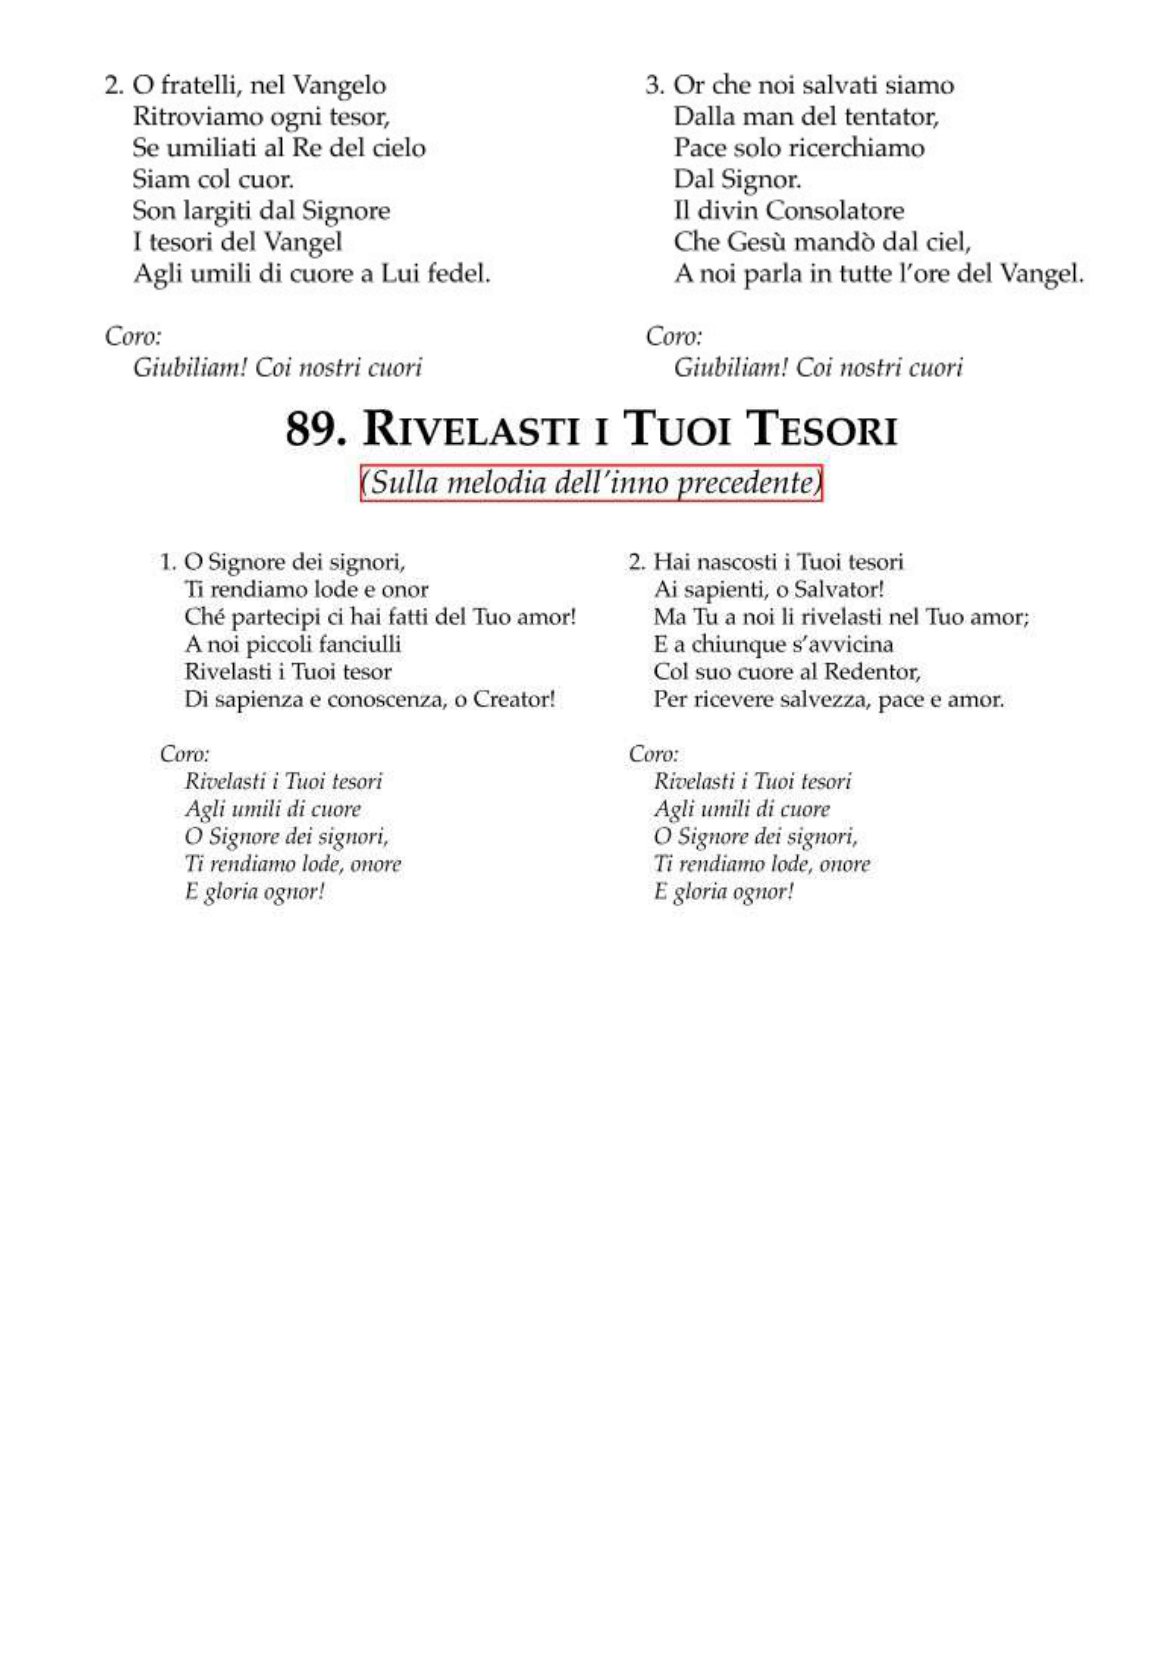 2. O fratelli, nel Vangelo
Ritroviamo ogni tesor,
Se umiliati al Re del cielo
Siam col cuor.
Son largiti dal Signore
I tesori del Vangel
Agli umili di cuore a Lui fedel.
Coro:
Giubiliam! Coi nostri cuori
3. Or che noi salvati siamo
Dalla man del tentator,
Pace solo ricerchiamo
Dal Signor.
Il divin Consolatore
Che Gesù mandò dal ciel,
A noi parla in tutte l'ore del Vangel.
Coro:
Giubiliam! Coi nostri cuori
89. Rivelasti i Tuoi Tesori
(Sulla melodia dell'inno precedente)
1. O Signore dei signori,
Ti rendiamo lode e onor
Ché partecipi ci hai fatti del Tuo amor!
A noi piccoli fanciulli
Rivelasti i Tuoi tesor
Di sapienza e conoscenza, o Creator!
Coro:
Rivelasti i Tuoi tesori
Agli umili di cuore
O Signore dei signori,
Ti rendiamo lode, onore
E gloria ognor!
2. Hai nascosti i Tuoi tesori
Ai sapienti, o Salvator!
Ma Tu a noi li rivelasti nel Tuo amor;
E a chiunque s'avvicina
Col suo cuore al Redentor,
Per ricevere salvezza, pace e amor.
Coro:
Rivelasti i Tuoi tesori
Agli umili di cuore
O Signore dei signori,
Ti rendiamo lode, onore
E gloria ognor!